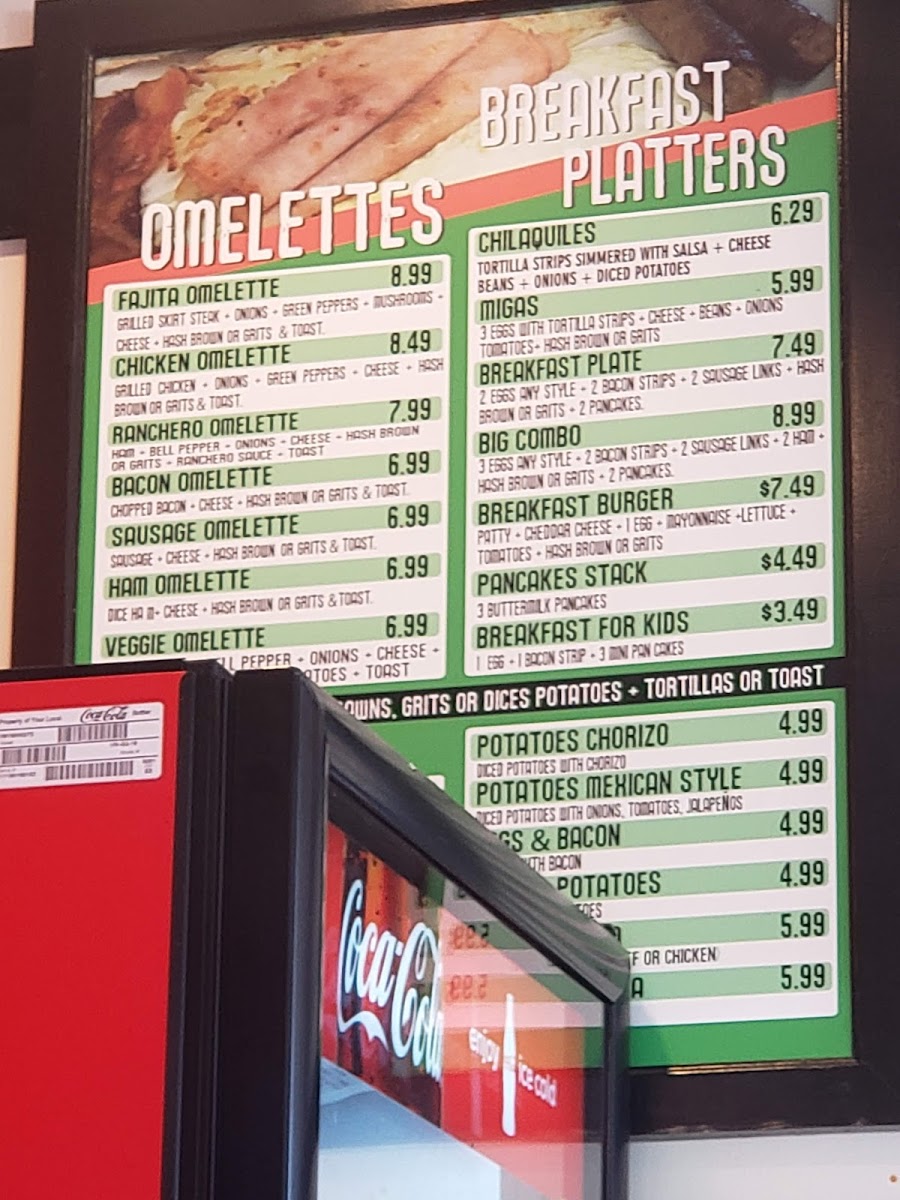 OMELETTES
FAJITA OMELETTE 8.99
GRILLED SKIRT STEAK + ONIONS + GREEN PEPPERS + MUSHROOMS +
CHEESE + HASH BROWN OR GRITS & TOAST.
CHICKEN OMELETTE 8.49
GRILLED CHICKEN + ONIONS + GREEN PEPPERS + CHEESE + HASH
BROWN OR GRITS & TOAST.
RANCHERO OMELETTE 7.99
HAM + BELL PEPPER + ONIONS + CHEESE + HASH BROWN
OR GRITS + RANCHERO SAUCE + TOAST
BACON OMELETTE 6.99
CHOPPED BACON + CHEESE + HASH BROWN OR GRITS & TOAST.
SAUSAGE OMELETTE 6.99
SAUSAGE + CHEESE + HASH BROWN OR GRITS & TOAST.
HAM OMELETTE 6.99
DICE HA M+ CHEESE + HASH BROWN OR GRITS & TOAST.
VEGGIE OMELETTE 6.99
PEPPER + ONIONS + CHEESE +
+ TOAST
BREAKFAST
PLATTERS
CHILAQUILES 6.29
TORTILLA STRIPS SIMMERED WITH SALSA + CHEESE
BEANS + ONIONS + DICED POTATOES
MIGAS 5.99
3 EGGS WITH TORTILLA STRIPS + CHEESE + BEANS + ONIONS
TOMATOES+ HASH BROWN OR GRITS
BREAKFAST PLATE 7.49
2 EGGS ANY STYLE + 2 BACON STRIPS + 2 SAUSAGE LINKS + HASH
BROWN OR GRITS + 2 PANCAKES.
BIG COMBO 8.99
3 EGGS ANY STYLE + 2 BACON STRIPS + 2 SAUSAGE LINKS + 2 HAM +
HASH BROWN OR GRITS + 2 PANCAKES.
BREAKFAST BURGER $7.49
PATTY + CHEDDAR CHEESE + 1 EGG + MAYONNAISE +LETTUCE +
TOMATOES + HASH BROWN OR GRITS
PANCAKES STACK $4.49
3 BUTTERMILK PANCAKES
BREAKFAST FOR KIDS $3.49
1 EGG + 1 BACON STRIP + 3 MINI PAN CAKES
GRITS OR DICES POTATOES + TORTILLAS OR TOAST
POTATOES CHORIZO 4.99
DICED POTATOES WITH CHORIZO
POTATOES MEXICAN STYLE 4.99
DICED POTATOES WITH ONIONS, TOMATOES, JALAPEÑOS
& BACON 4.99
BACON
POTATOES 4.99
5.99
OR CHICKEN
5.99
Property of Your Local Coca-Cola Bottler
Coca-Cola
enjoy ice cold